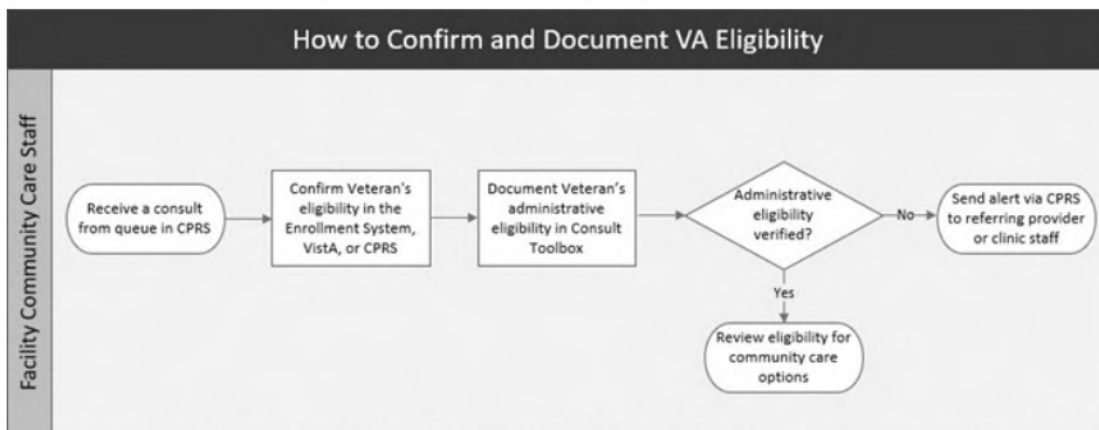 How to Confirm and Document VA Eligibility
Facility Community Care Staff
Receive a consult
from queue in CPRS
Confirm Veteran's
eligibility in the
Enrollment System,
VistA, or CPRS
Document Veteran's
administrative
eligibility in Consult
Toolbox
Administrative
eligibility
verified?
No
Send alert via CPRS
to referring provider
or clinic staff
Yes
Review eligibility for
community care
options